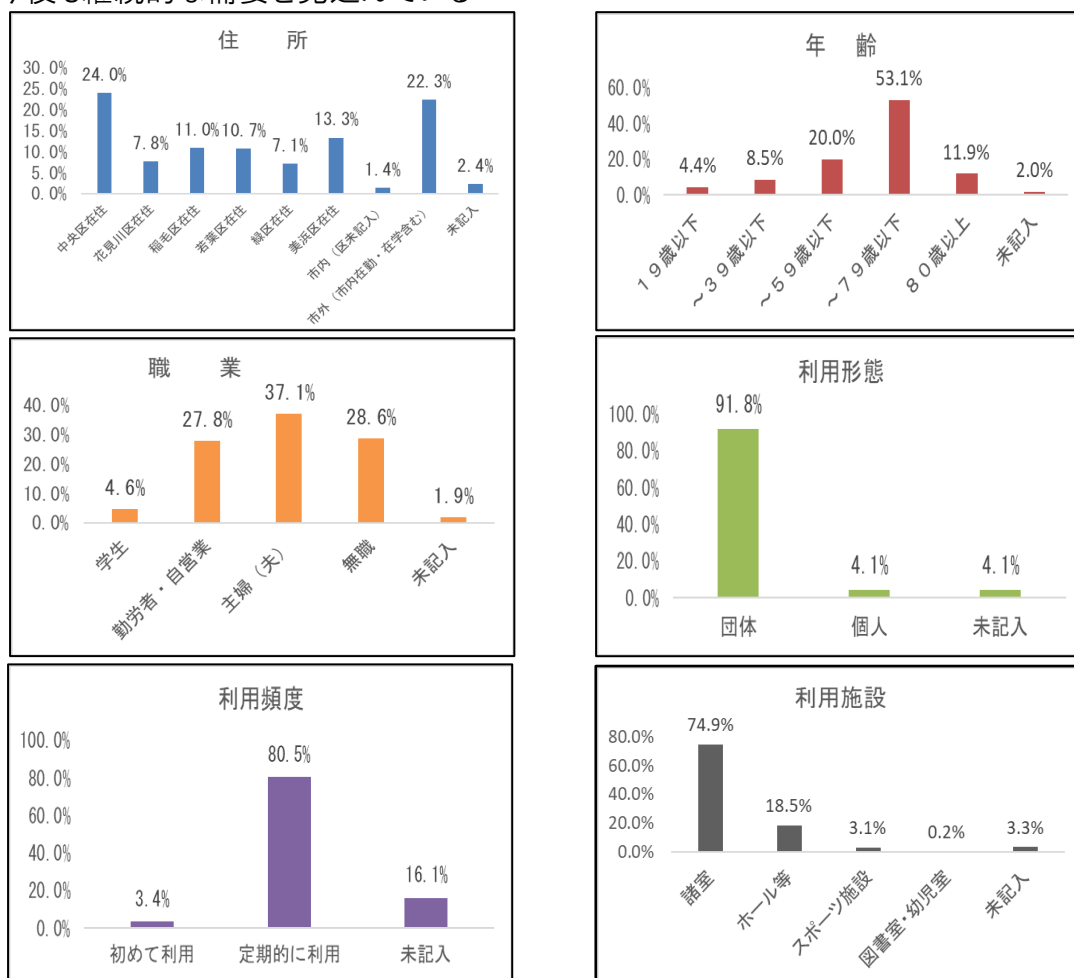 住　所
30.0%
25.0%
20.0%
15.0%
10.0%
5.0%
0.0%
24.0%
7.8%
11.0%
10.7%
7.1%
13.3%
1.4%
22.3%
2.4%
中央区在住
花見川区在住
稲毛区在住
若葉区在住
緑区在住
美浜区在住
市内（区未記入）
市外（市内在勤・在学含む）
未記入
年　齢
60.0%
40.0%
20.0%
0.0%
4.4%
8.5%
20.0%
53.1%
11.9%
2.0%
１９歳以下
～３９歳以下
～５９歳以下
～７９歳以下
８０歳以上
未記入
職　業
40.0%
30.0%
20.0%
10.0%
0.0%
4.6%
27.8%
37.1%
28.6%
1.9%
学生
勤労者・自営業
主婦（夫）
無職
未記入
利用形態
100.0%
80.0%
60.0%
40.0%
20.0%
0.0%
91.8%
4.1%
4.1%
団体
個人
未記入
利用頻度
100.0%
80.0%
60.0%
40.0%
20.0%
0.0%
3.4%
80.5%
16.1%
初めて利用
定期的に利用
未記入
利用施設
80.0%
60.0%
40.0%
20.0%
0.0%
74.9%
18.5%
3.1%
0.2%
3.3%
諸室
ホール等
スポーツ施設
図書室・幼児室
未記入